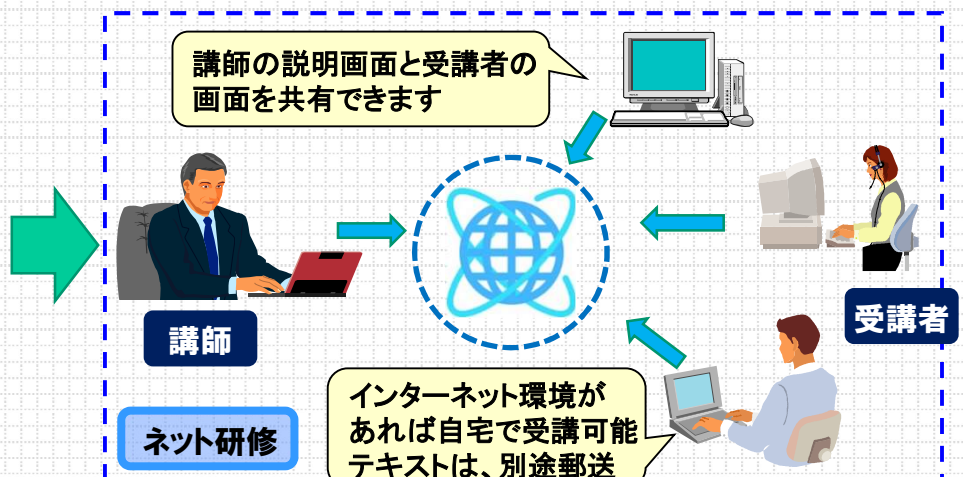 講師の説明画面と受講者の
画面を共有できます
講師
受講者
ネット研修
インターネット環境が
あれば自宅で受講可能
テキストは、別途郵送